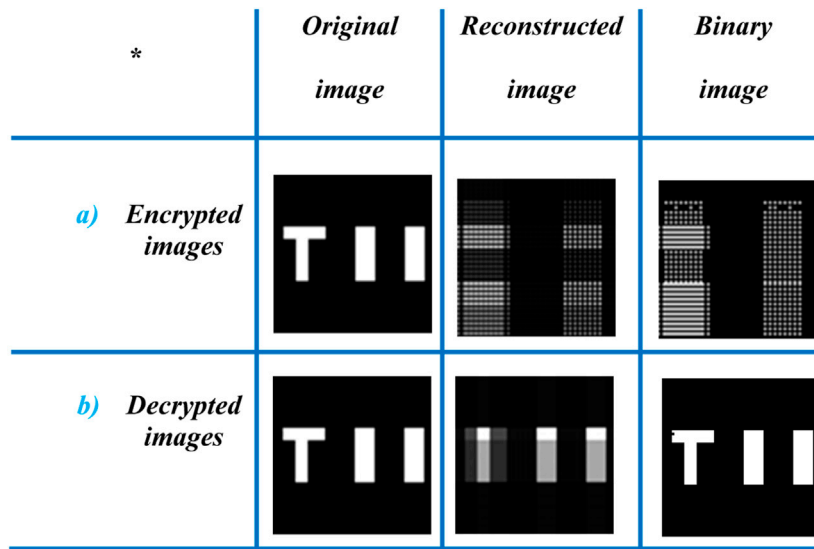 *
Original
image
Reconstructed
image
Binary
image
a) Encrypted
images
T I I
b) Decrypted
images
T I I
T I I